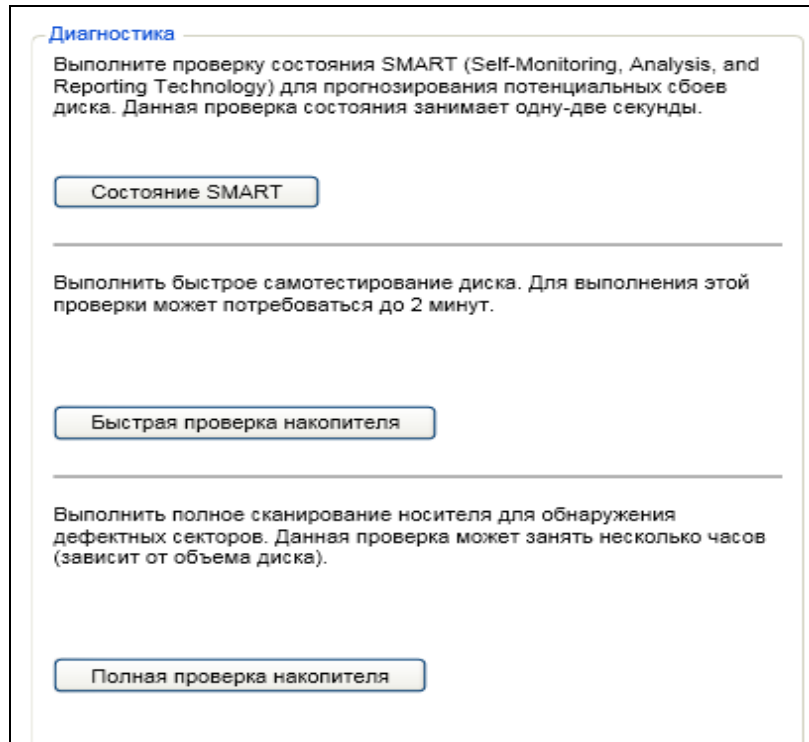 Диагностика
Выполните проверку состояния SMART (Self-Monitoring, Analysis, and
Reporting Technology) для прогнозирования потенциальных сбоев
диска. Данная проверка состояния занимает одну-две секунды.
Состояние SMART
Выполнить быстрое самотестирование диска. Для выполнения этой
проверки может потребоваться до 2 минут.
Быстрая проверка накопителя
Выполнить полное сканирование носителя для обнаружения
дефектных секторов. Данная проверка может занять несколько часов
(зависит от объема диска).
Полная проверка накопителя